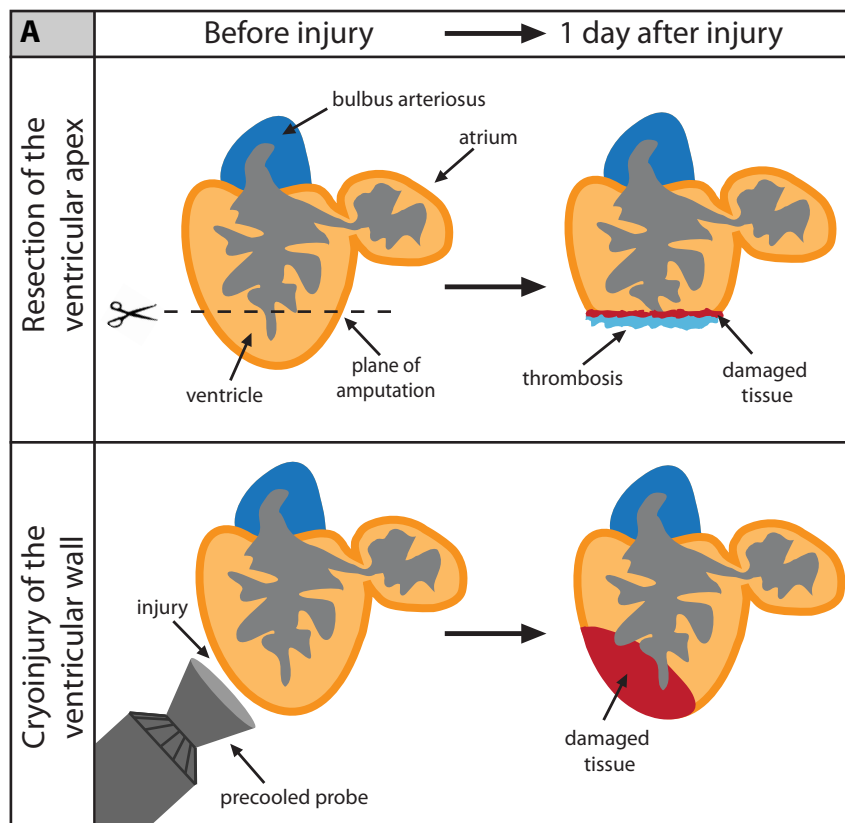 A
Before injury
1 day after injury
Resection of the
ventricular apex
bulbus arteriosus
atrium
ventricle
plane of
amputation
thrombosis
damaged
tissue
Cryoinjury of the
ventricular wall
injury
precooled probe
damaged
tissue